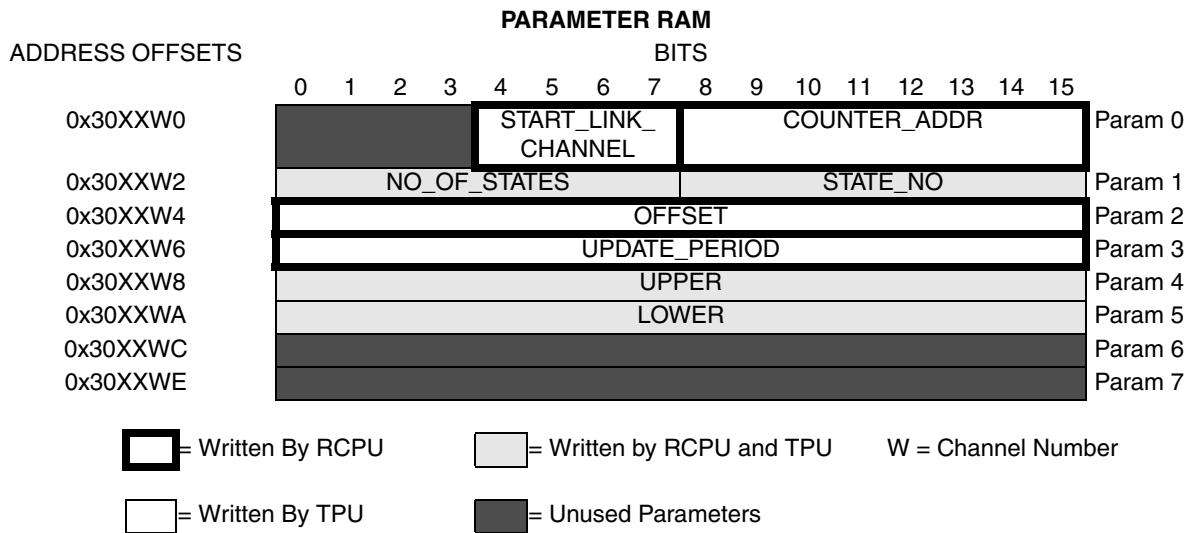 PARAMETER RAM
ADDRESS OFFSETS BITS
0 1 2 3 4 5 6 7 8 9 10 11 12 13 14 15
0x30XXW0 START_LINK_ COUNTER_ADDR Param 0
CHANNEL
0x30XXW2 NO_OF_STATES STATE_NO Param 1
0x30XXW4 OFFSET Param 2
0x30XXW6 UPDATE_PERIOD Param 3
0x30XXW8 UPPER Param 4
0x30XXWA LOWER Param 5
0x30XXWC Param 6
0x30XXWE Param 7
= Written By RCPU = Written by RCPU and TPU W = Channel Number
= Written By TPU = Unused Parameters